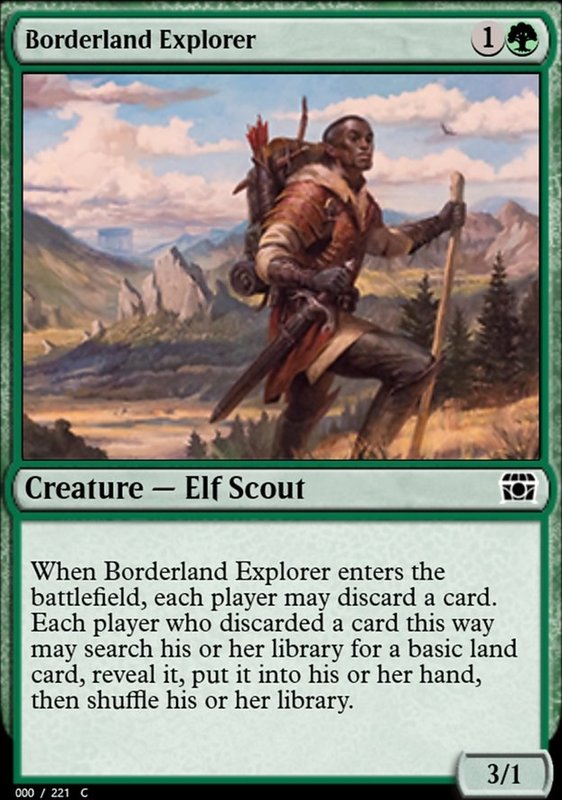 Borderland Explorer 1
Creature — Elf Scout
When Borderland Explorer enters the
battlefield, each player may discard a card.
Each player who discarded a card this way
may search his or her library for a basic land
card, reveal it, put it into his or her hand,
then shuffle his or her library.
3/1
000 / 221 C